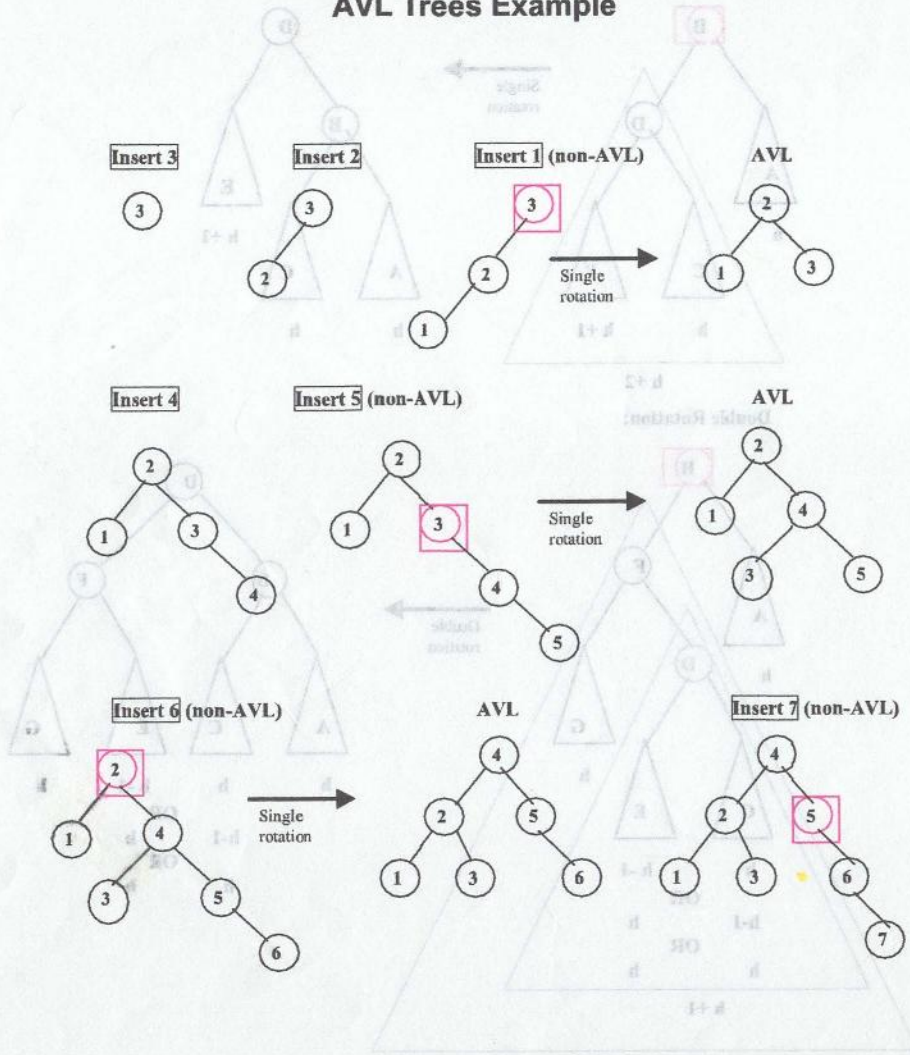 AVL Trees Example
Insert 3
Insert 2
Insert 1 (non-AVL)
AVL
3
3
2
3
2
1
Single
rotation
2
1
3
Insert 4
Insert 5 (non-AVL)
AVL
2
1
3
4
2
1
3
4
5
Single
rotation
2
1
4
3
5
Insert 6 (non-AVL)
AVL
Insert 7 (non-AVL)
2
1
4
3
5
6
Single
rotation
4
2
5
1
3
6
4
2
5
1
3
6
7